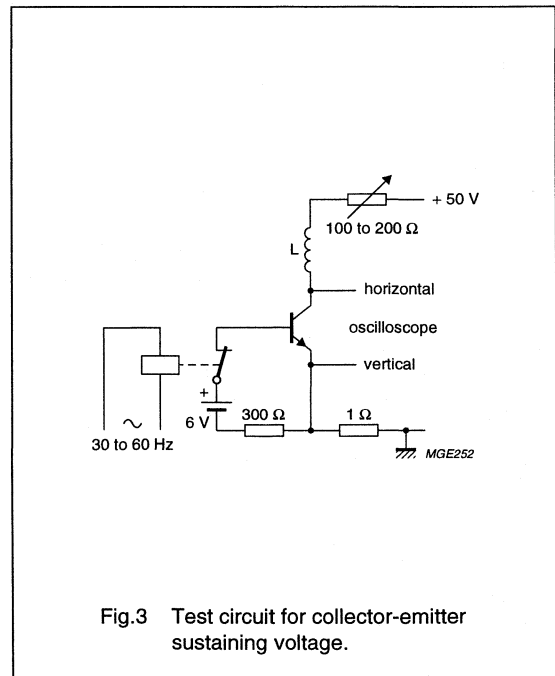 + 50 V
100 to 200 Ω
L
horizontal
oscilloscope
vertical
+
6 V
300 Ω
1 Ω
30 to 60 Hz
MGE252
Fig.3 Test circuit for collector-emitter
sustaining voltage.